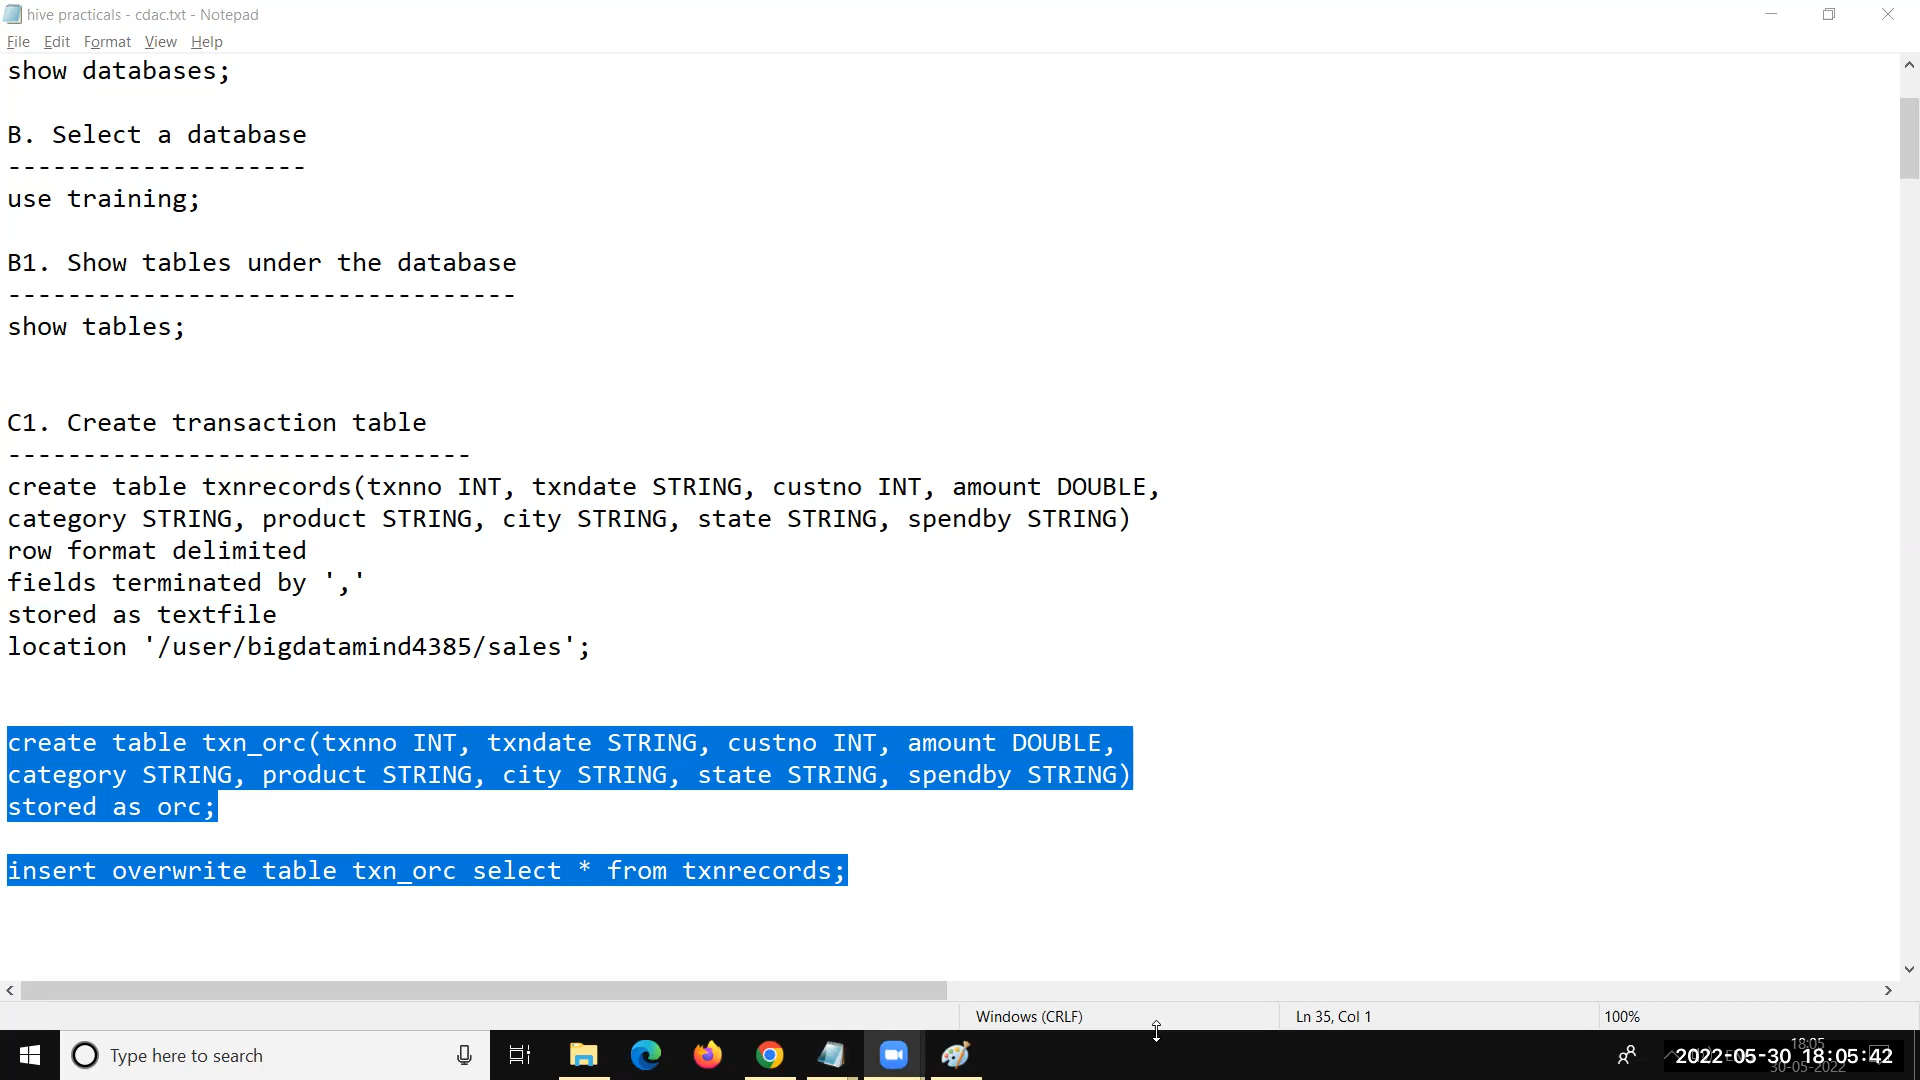 hive practicals - cdac.txt - Notepad
File Edit Format View Help
show databases;
B. Select a database
--------------------
use training;
B1. Show tables under the database
----------------------------------
show tables;
C1. Create transaction table
-------------------------------
create table txnrecords(txnno INT, txndate STRING, custno INT, amount DOUBLE,
category STRING, product STRING, city STRING, state STRING, spendby STRING)
row format delimited
fields terminated by ','
stored as textfile
location '/user/bigdatamind4385/sales';
create table txn_orc(txnno INT, txndate STRING, custno INT, amount DOUBLE,
category STRING, product STRING, city STRING, state STRING, spendby STRING)
stored as orc;
insert overwrite table txn_orc select * from txnrecords;
Windows (CRLF) Ln 35, Col 1 100%
Type here to search
18:05
2022-05-30 18:05:42
30-05-2022